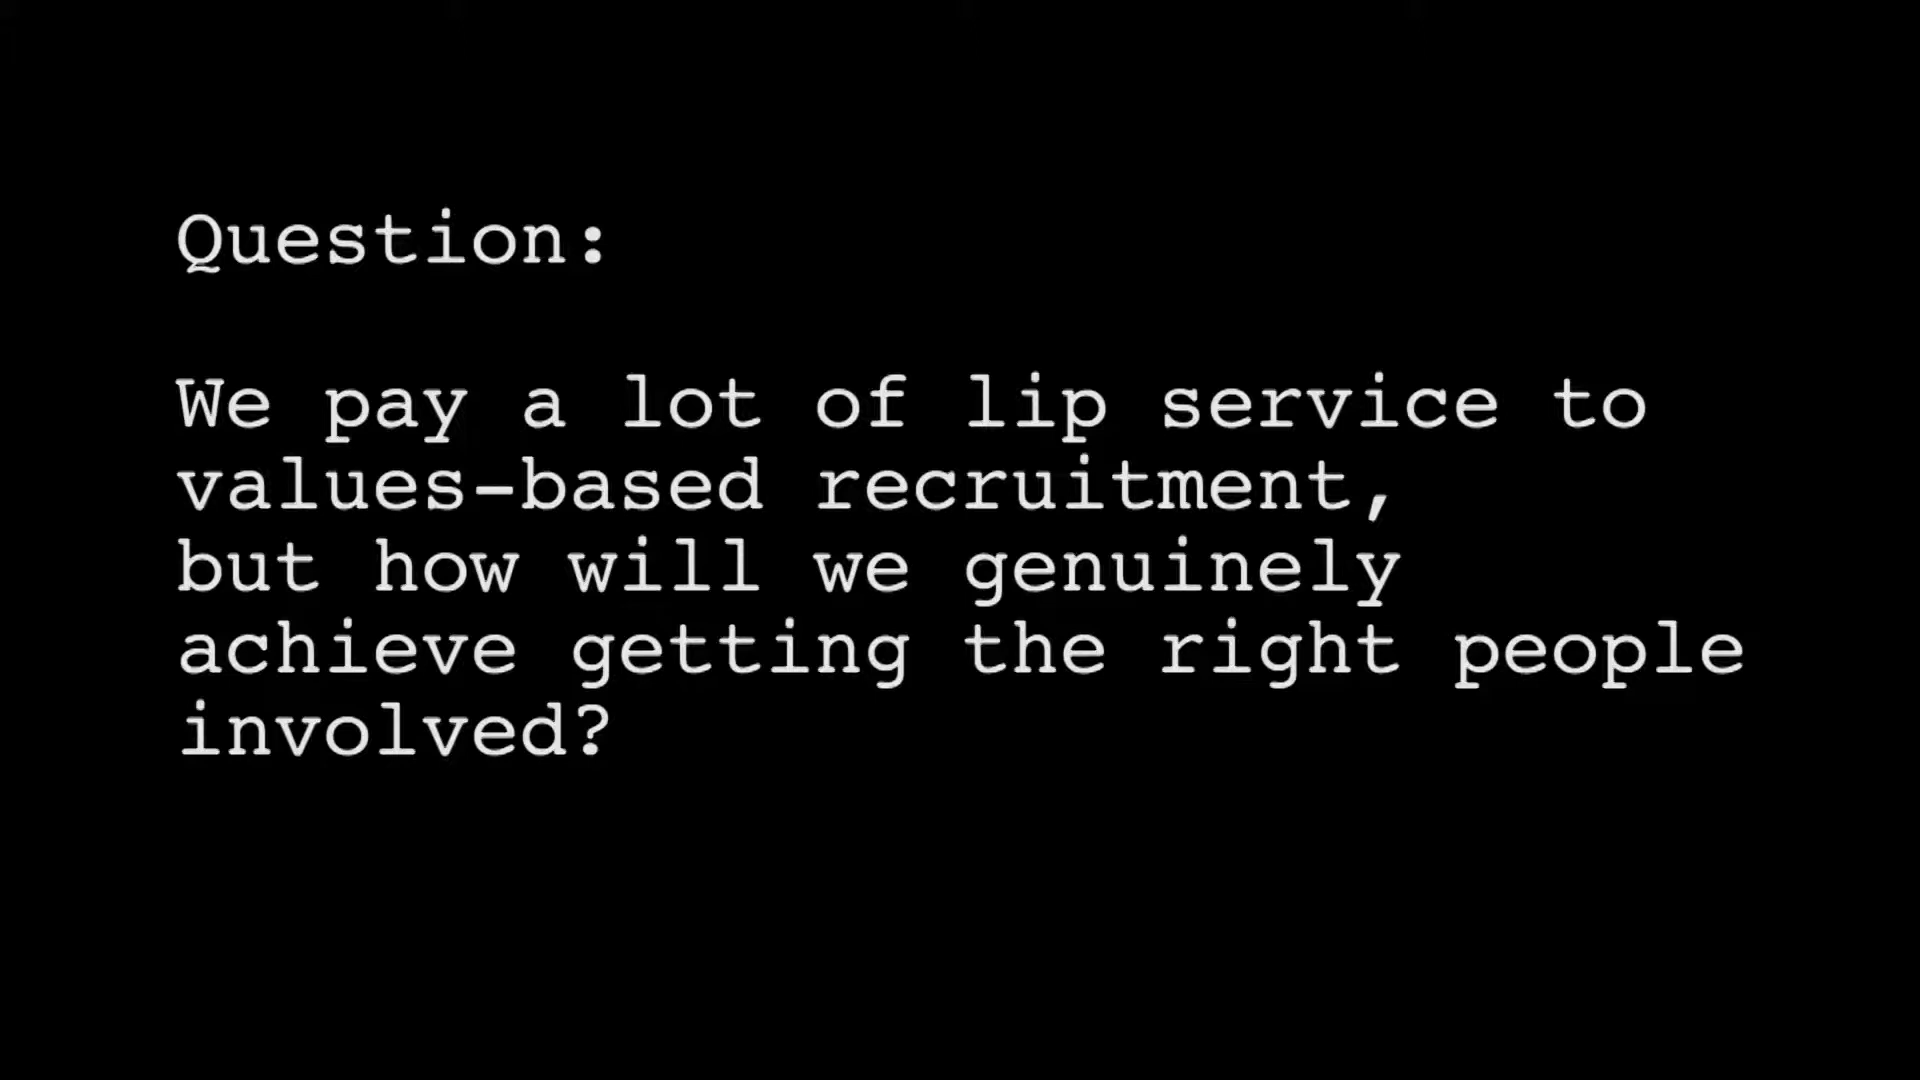 Question:
We pay a lot of lip service to
values-based recruitment,
but how will we genuinely
achieve getting the right people
involved?